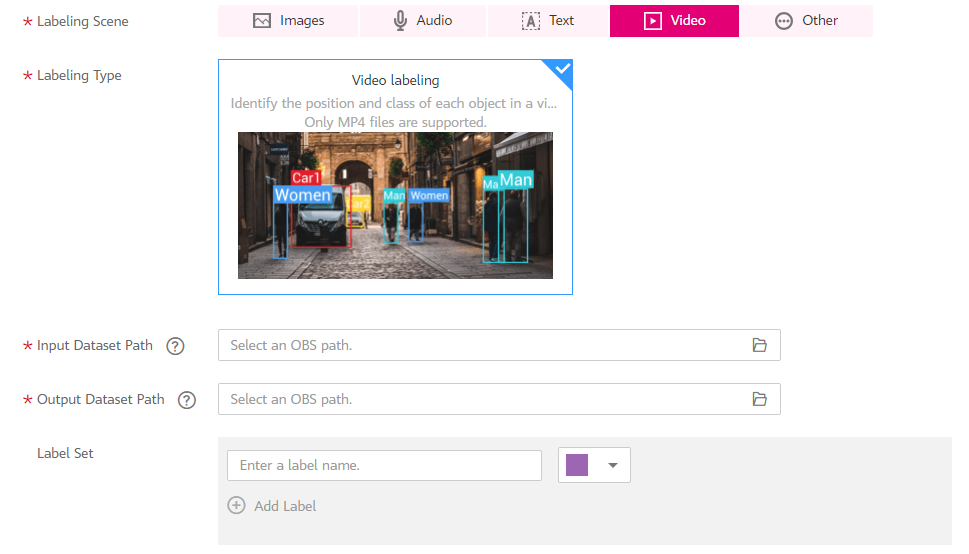 * Labeling Scene
Images
Audio
Text
Video
Other
* Labeling Type
Video labeling
Identify the position and class of each object in a vi...
Only MP4 files are supported.
Car1
Women
ar2
Man
Women
Ma
Man
* Input Dataset Path ?
Select an OBS path.
* Output Dataset Path ?
Select an OBS path.
Label Set
Enter a label name.
Add Label